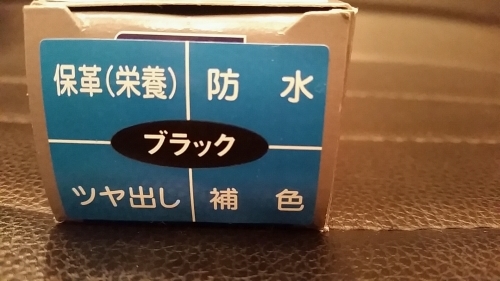 保革(栄養)
防水
ブラック
ツヤ出し
補色